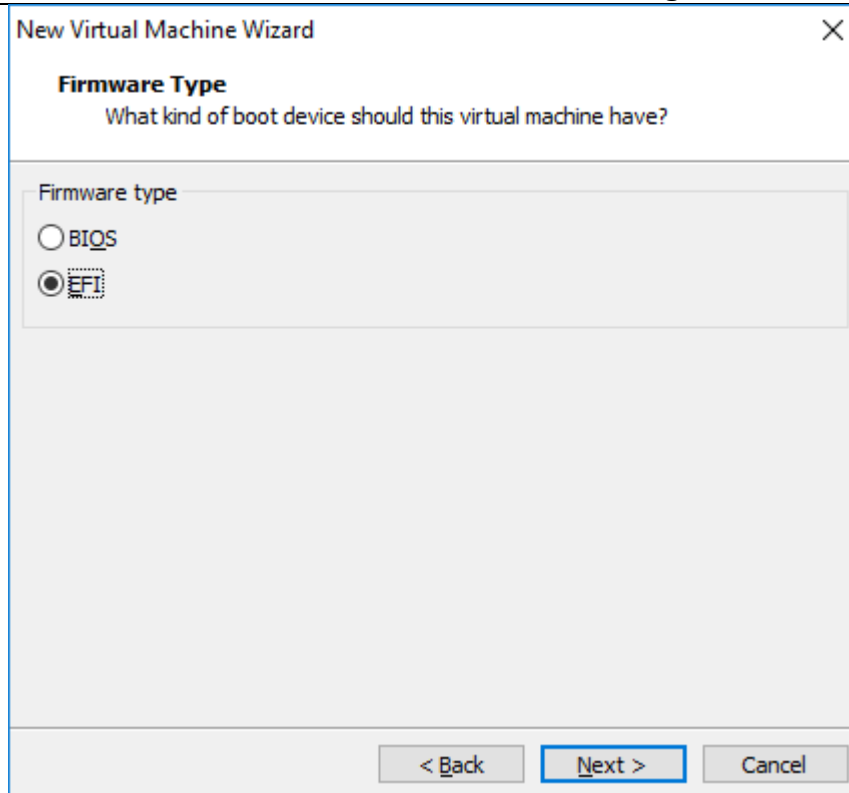 New Virtual Machine Wizard
Firmware Type
What kind of boot device should this virtual machine have?
Firmware type
BIOS
EFI
< Back
Next >
Cancel